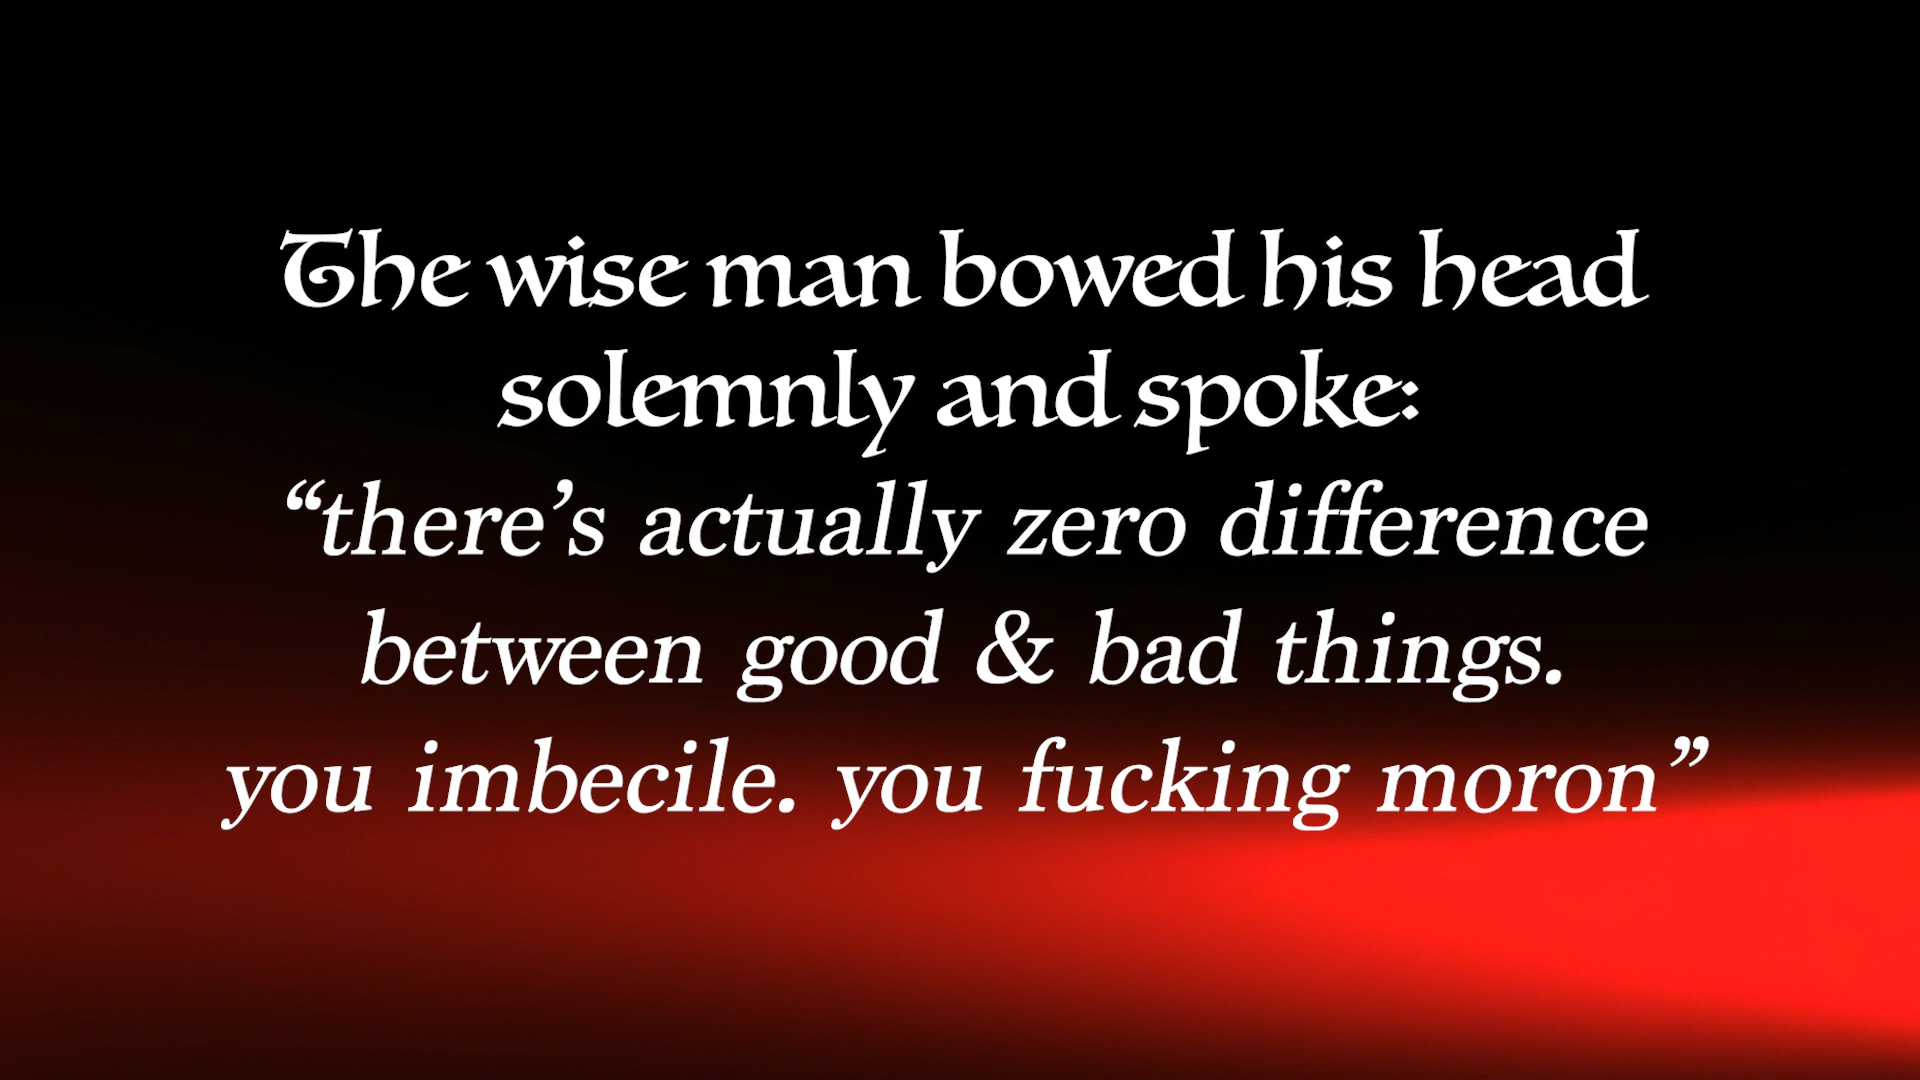 The wise man bowed his head
solemnly and spoke:
“there’s actually zero difference
between good & bad things.
you imbecile. you fucking moron”